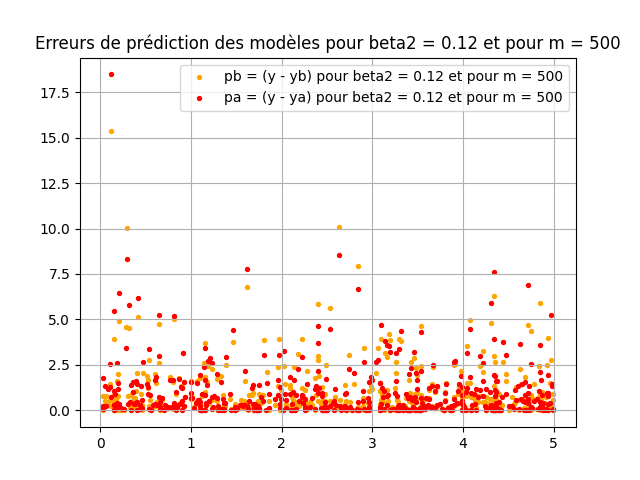 Erreurs de prédiction des modèles pour beta2 = 0.12 et pour m = 500
pb = (y - yb) pour beta2 = 0.12 et pour m = 500
pa = (y - ya) pour beta2 = 0.12 et pour m = 500
17.5
15.0
12.5
10.0
7.5
5.0
2.5
0.0
0 1 2 3 4 5